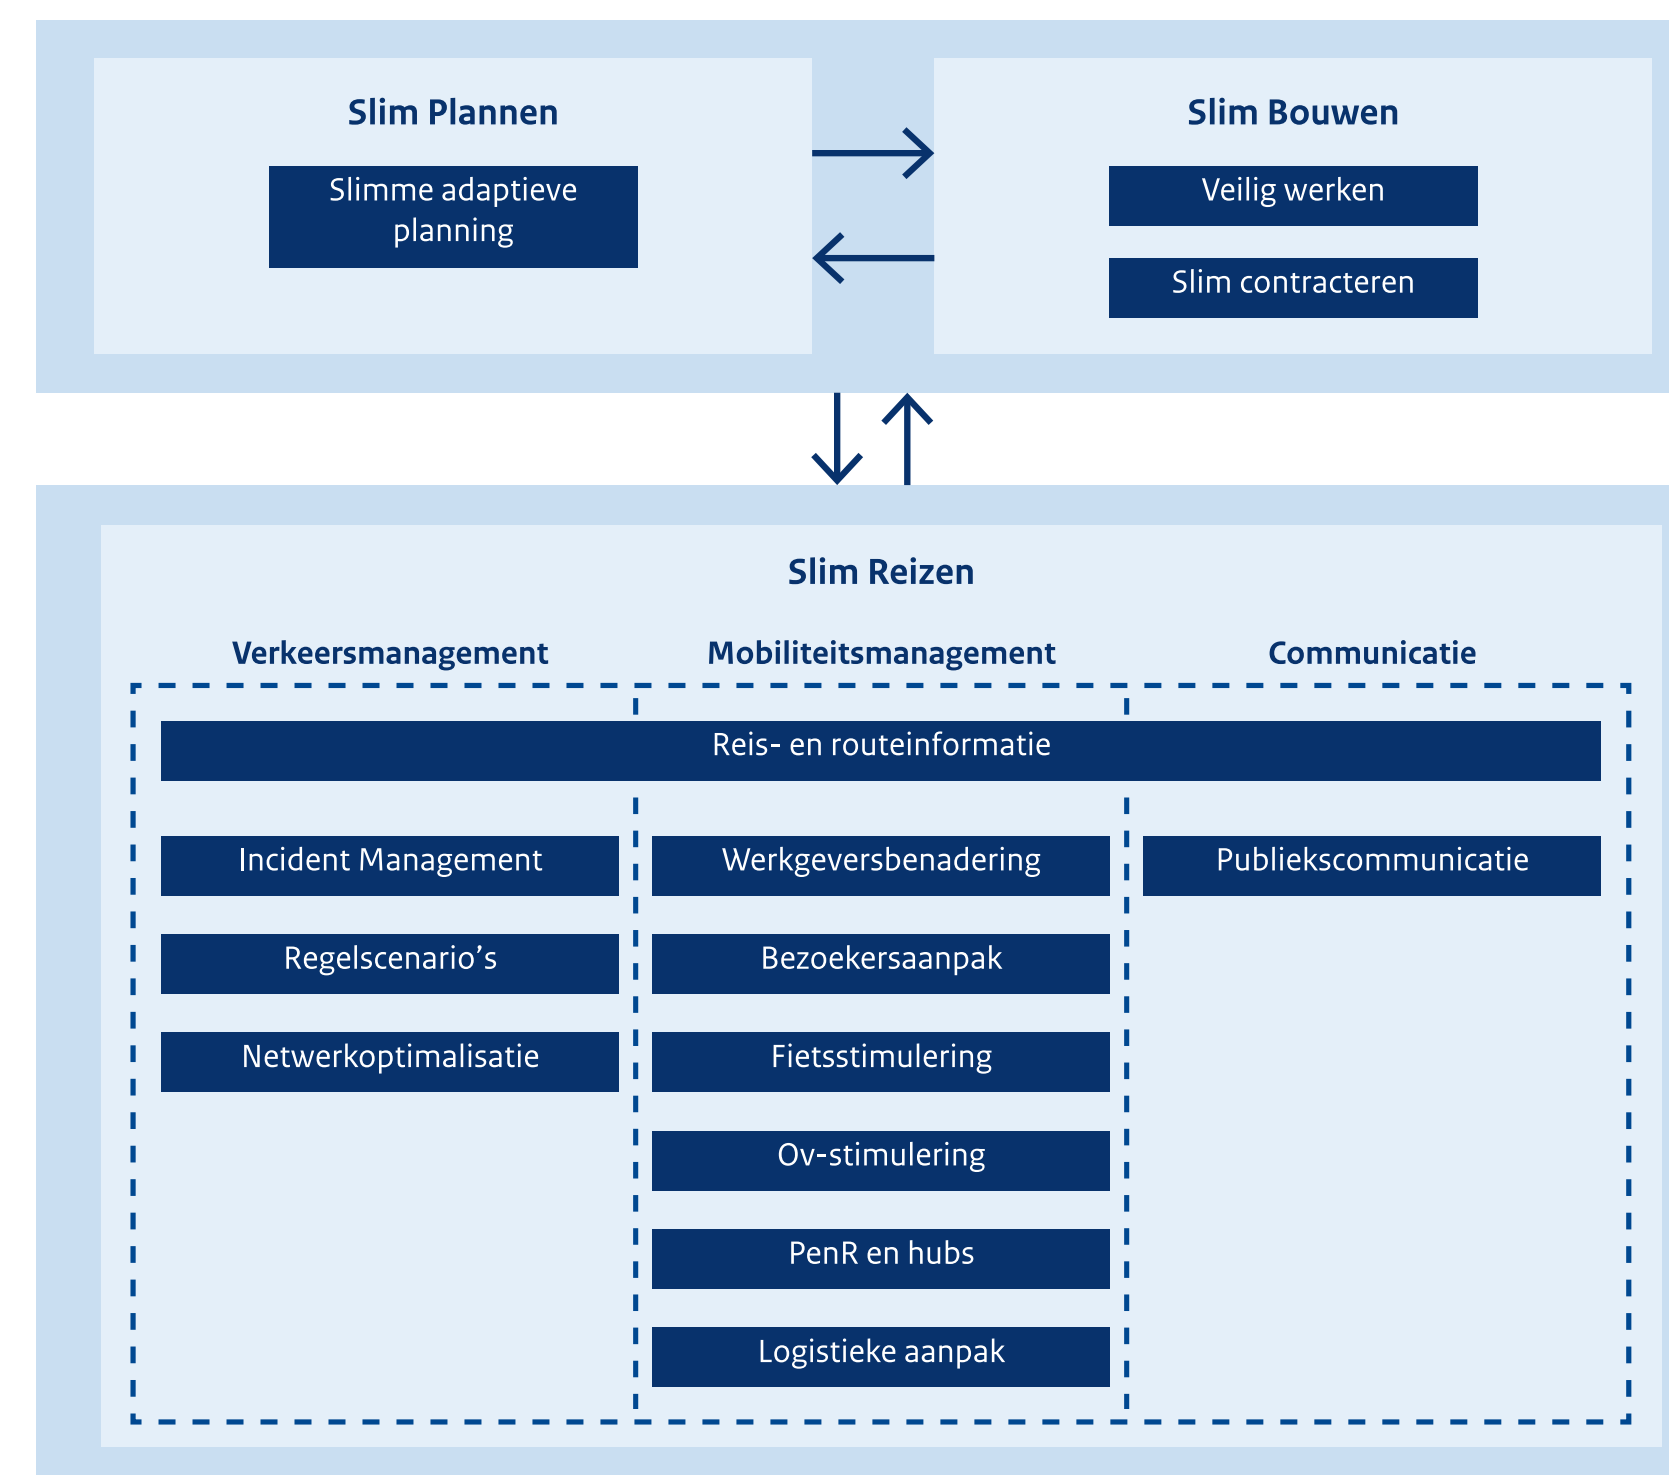 Slim Plannen
Slimme adaptieve
planning
Slim Bouwen
Veilig werken
Slim contracteren
Slim Reizen
Verkeersmanagement
Mobiliteitsmanagement
Communicatie
Reis- en routeinformatie
Incident Management
Regelscenario’s
Netwerkoptimalisatie
Werkgeversbenadering
Bezoekersaanpak
Fietsstimulering
Ov-stimulering
PenR en hubs
Logistieke aanpak
Publiekscommunicatie